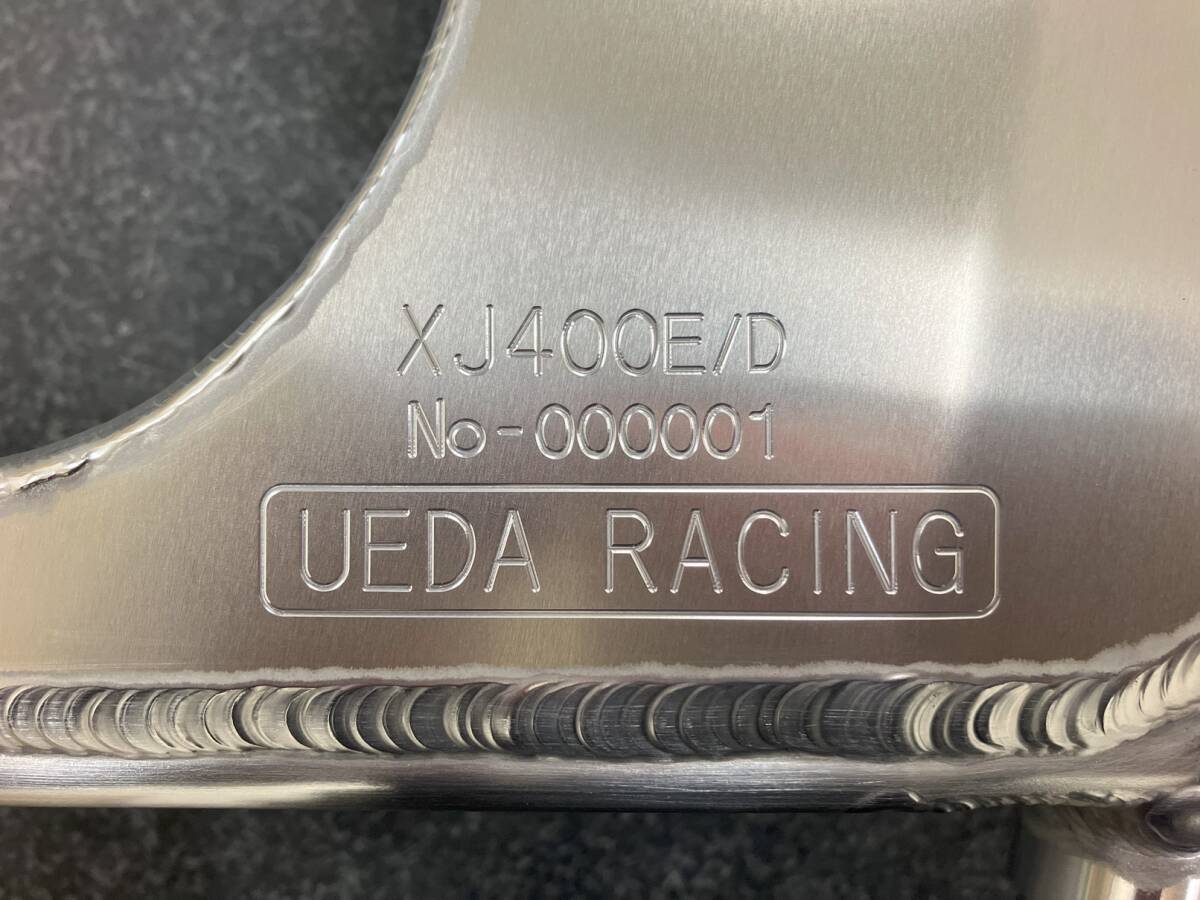 XJ400E/D
No-000001
UEDA RACING